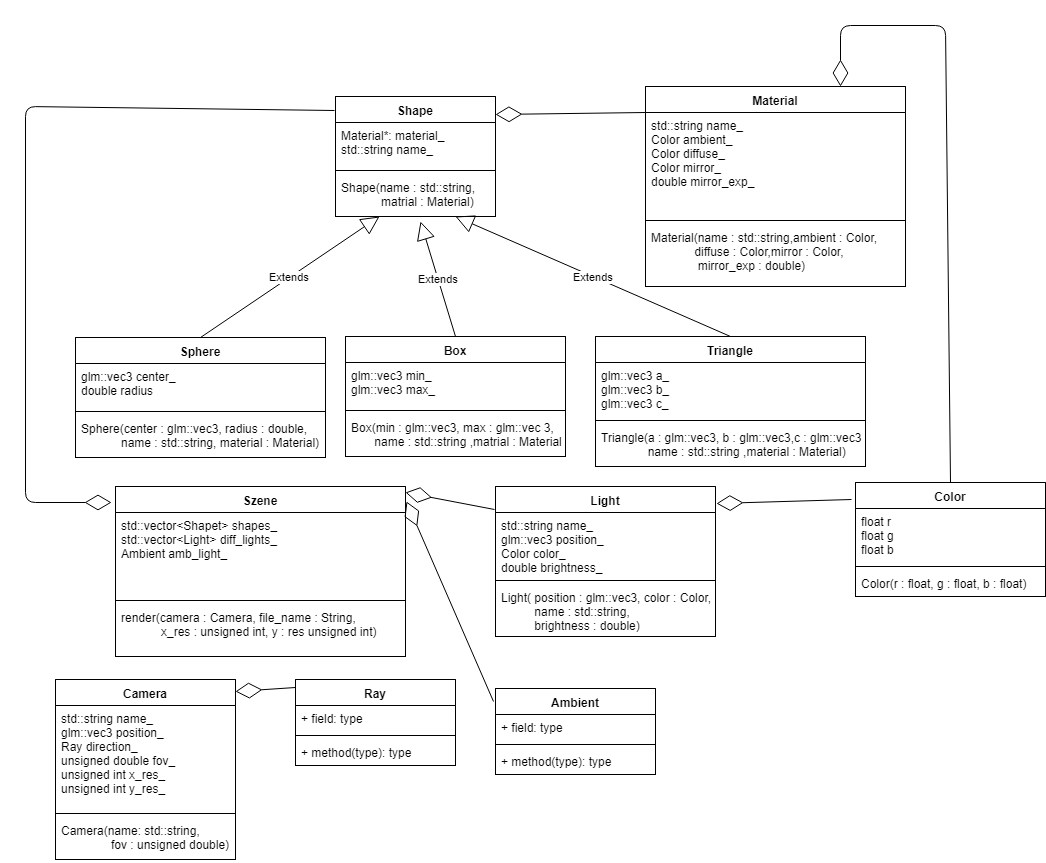 Shape
Material*: material_
std::string name_
Shape(name : std::string,
matrial : Material)
Material
std::string name_
Color ambient_
Color diffuse_
Color mirror_
double mirror_exp_
Material(name : std::string,ambient : Color,
diffuse : Color,mirror : Color,
mirror_exp : double)
Extends
Extends
Extends
Sphere
glm::vec3 center_
double radius
Sphere(center : glm::vec3, radius : double,
name : std::string, material : Material)
Box
glm::vec3 min_
glm::vec3 max_
Box(min : glm::vec3, max : glm::vec 3,
name : std::string ,matrial : Material
Triangle
glm::vec3 a_
glm::vec3 b_
glm::vec3 c_
Triangle(a : glm::vec3, b : glm::vec3,c : glm::vec3
name : std::string ,material : Material)
Szene
std::vector<Shapet> shapes_
std::vector<Light> diff_lights_
Ambient amb_light_
render(camera : Camera, file_name : String,
x_res : unsigned int, y : res unsigned int)
Light
std::string name_
glm::vec3 position_
Color color_
double brightness_
Light( position : glm::vec3, color : Color,
name : std::string,
brightness : double)
Color
float r
float g
float b
Color(r : float, g : float, b : float)
Camera
std::string name_
glm::vec3 position_
Ray direction_
unsigned double fov_
unsigned int x_res_
unsigned int y_res_
Camera(name: std::string,
fov : unsigned double)
Ray
+ field: type
+ method(type): type
Ambient
+ field: type
+ method(type): type